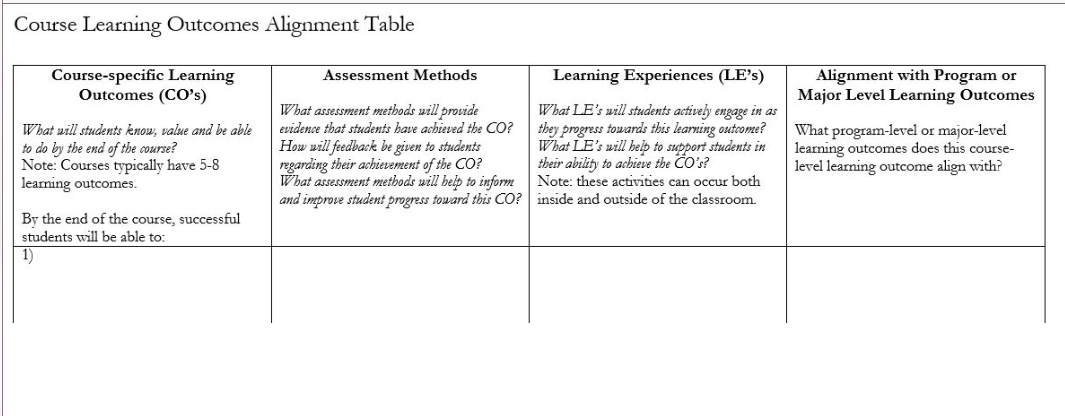 Course Learning Outcomes Alignment Table
Course-specific Learning
Outcomes (CO's)
What will students know, value and be able
to do by the end of the course?
Note: Courses typically have 5-8
learning outcomes.
By the end of the course, successful
students will be able to:
1)
Assessment Methods
What assessment methods will provide
evidence that students have achieved the CO?
How will feedback be given to students
regarding their achievement of the CO?
What assessment methods will help to inform
and improve student progress toward this CO?
Learning Experiences (LE's)
What LE's will students actively engage in as
they progress towards this learning outcome?
What LE's will help to support students in
their ability to achieve the CO's?
Note: these activities can occur both
inside and outside of the classroom.
Alignment with Program or
Major Level Learning Outcomes
What program-level or major-level
learning outcomes does this course-
level learning outcome align with?